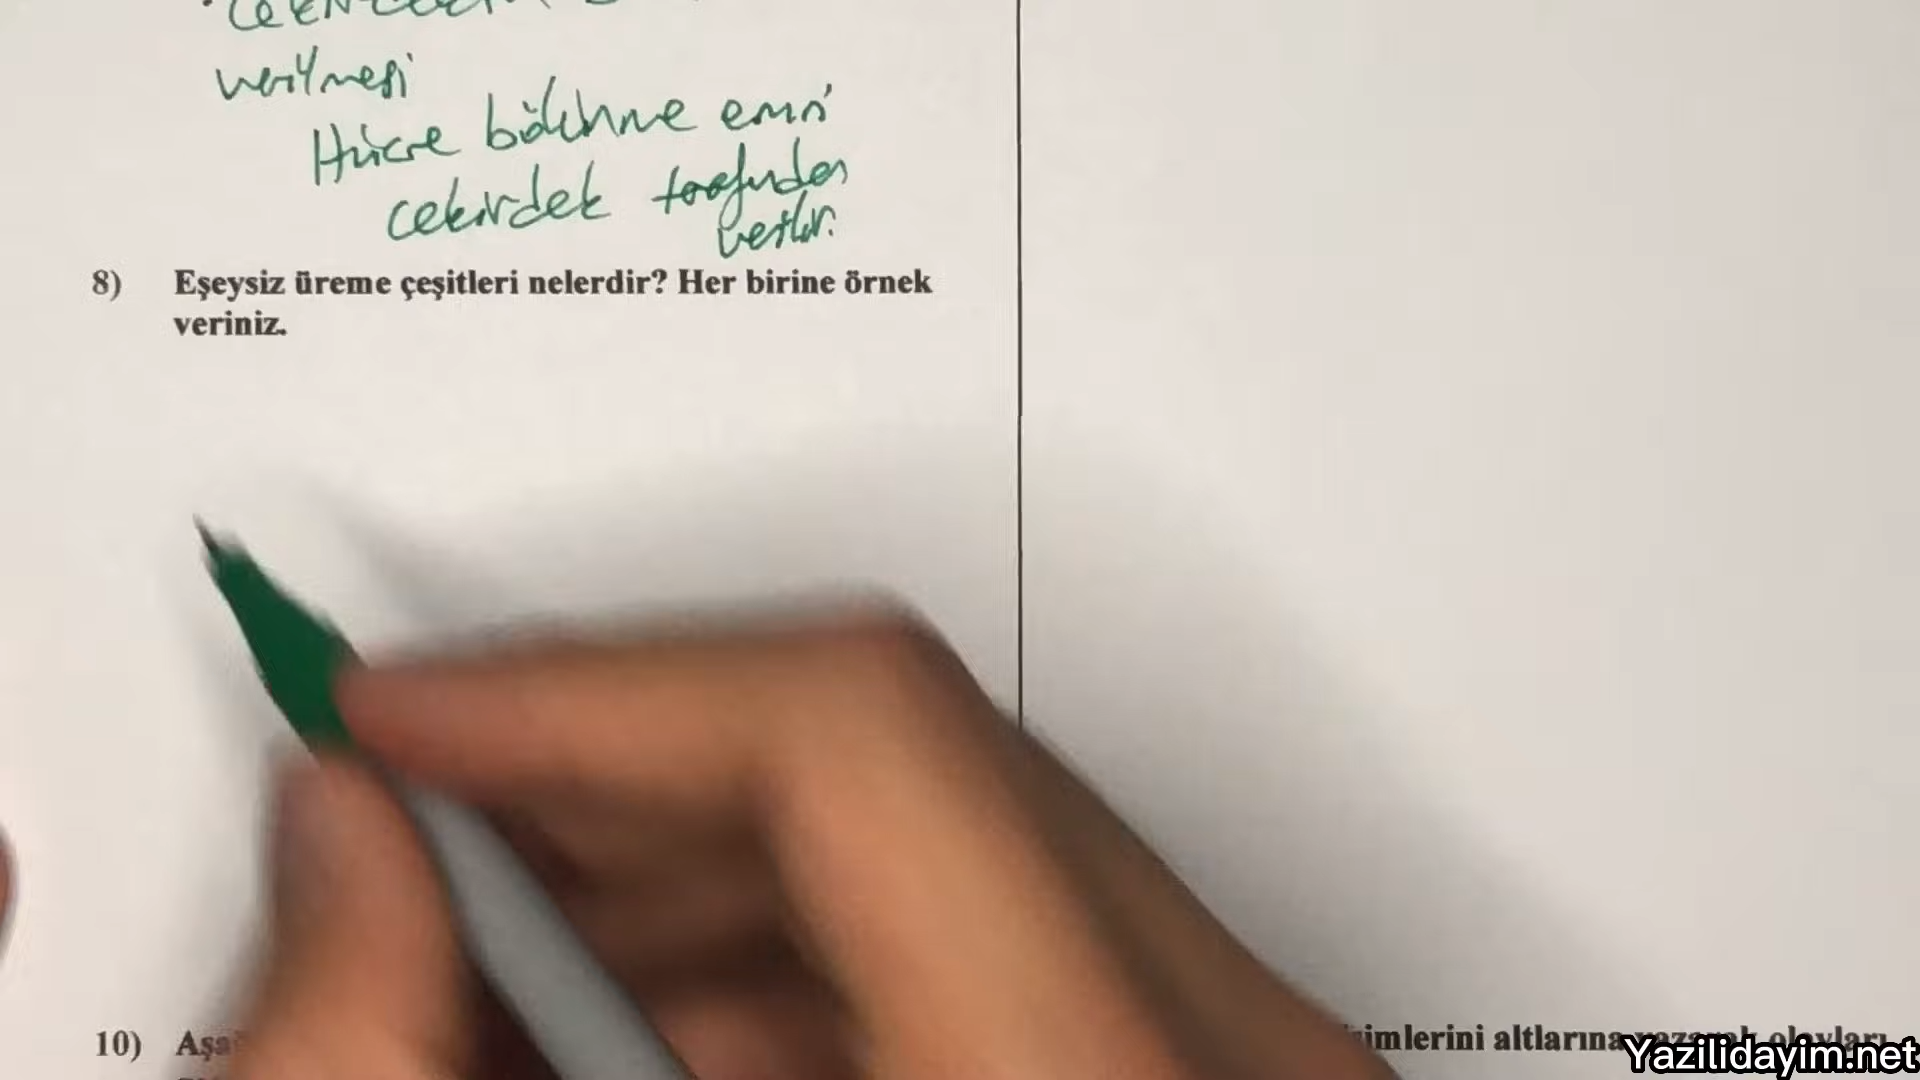 verilmesi
Hücre bölünme emri
çekirdek tarafından
verilir.
8) Eşeysiz üreme çeşitleri nelerdir? Her birine örnek
veriniz.
10) altlarına
Yazilidayim.net